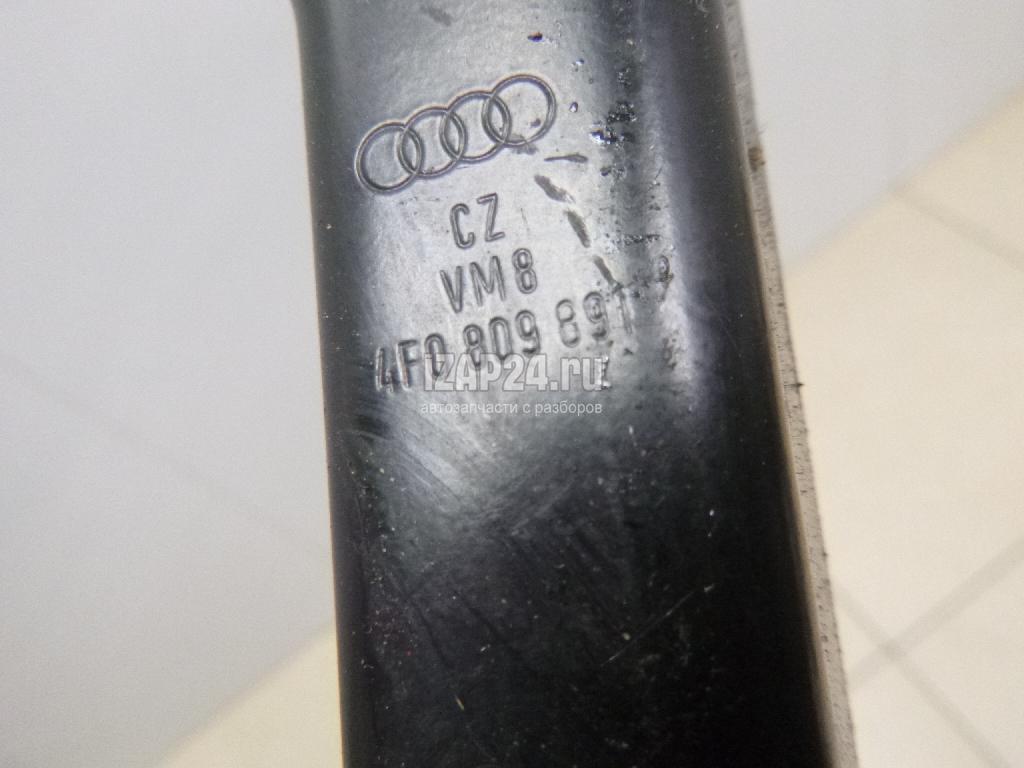 CZ
VM8
4F0 809 891
iZAP24.ru
автозапчасти с разборов